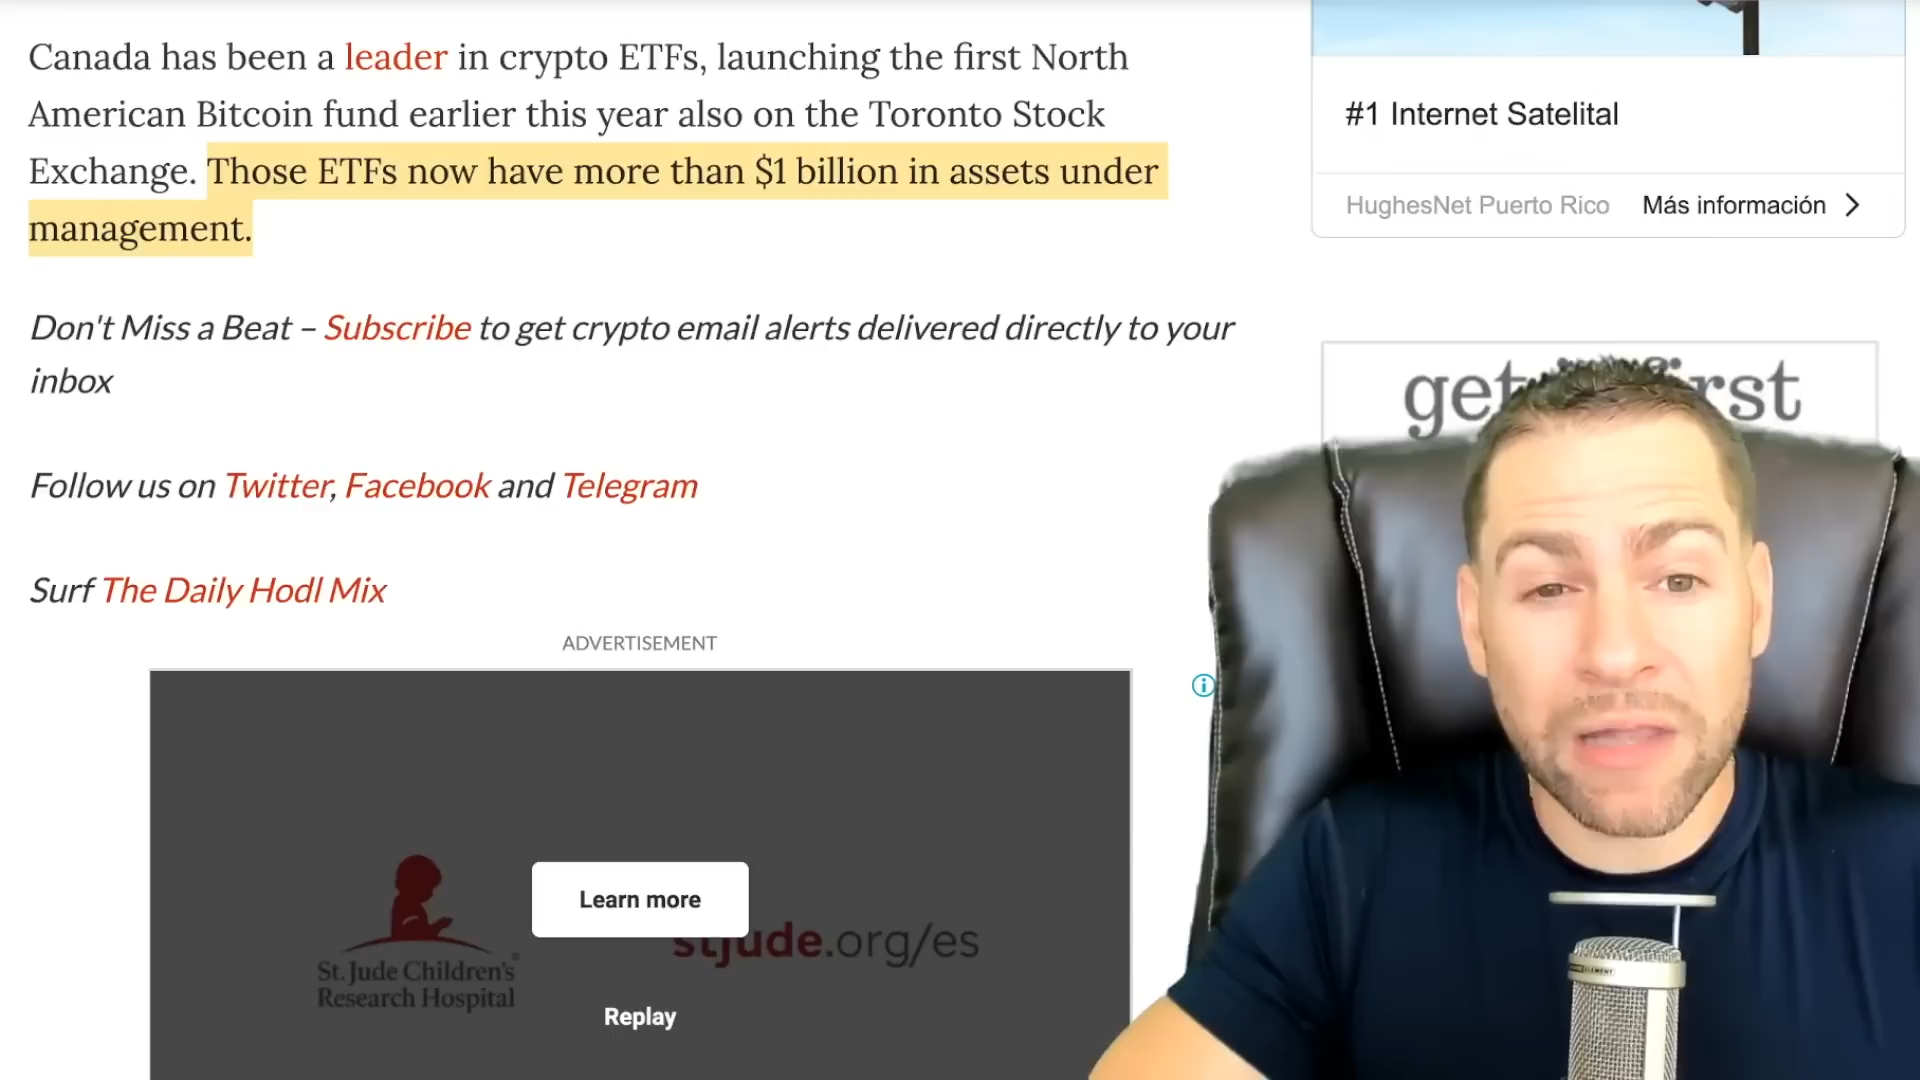 Canada has been a leader in crypto ETFs, launching the first North
American Bitcoin fund earlier this year also on the Toronto Stock
Exchange. Those ETFs now have more than $1 billion in assets under
management.
Don't Miss a Beat – Subscribe to get crypto email alerts delivered directly to your
inbox
Follow us on Twitter, Facebook and Telegram
Surf The Daily Hodl Mix
ADVERTISEMENT
Learn more
stjude.org/es
St. Jude Children's®
Research Hospital
Replay
#1 Internet Satelital
HughesNet Puerto Rico Más información
get rst